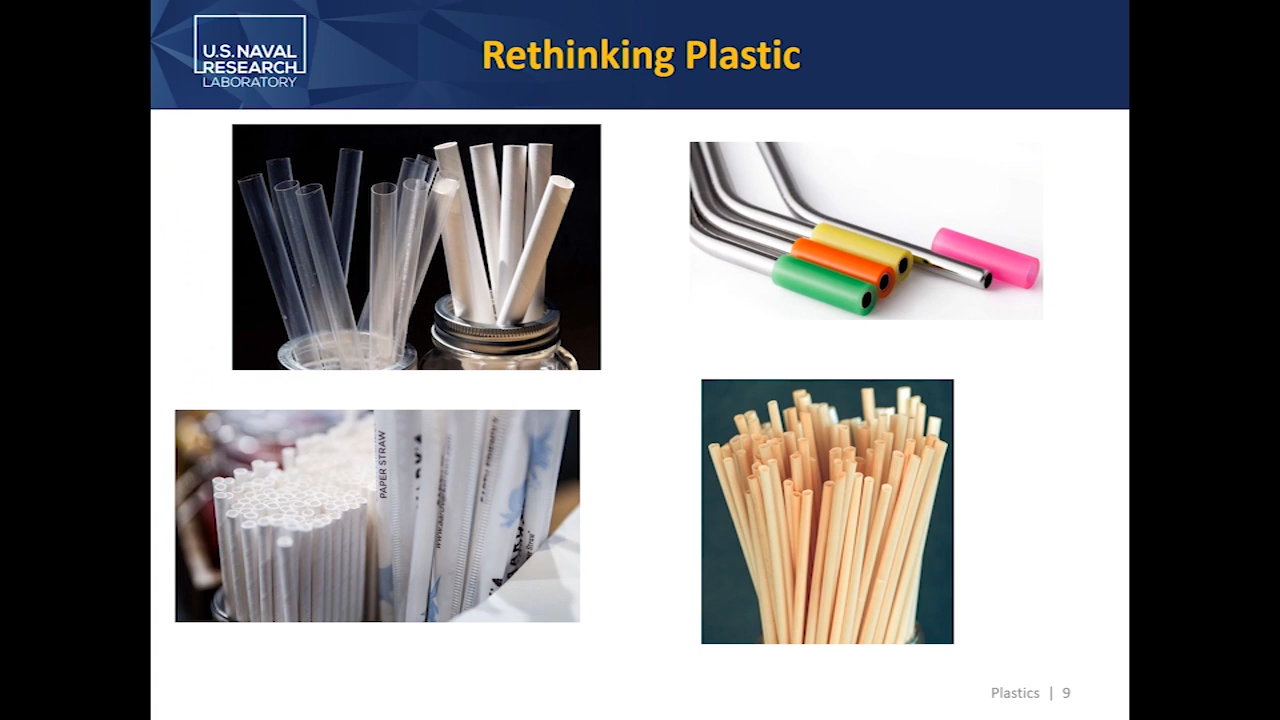 U.S. NAVAL
RESEARCH
LABORATORY
Rethinking Plastic
PAPER STRAW
Plastics | 9